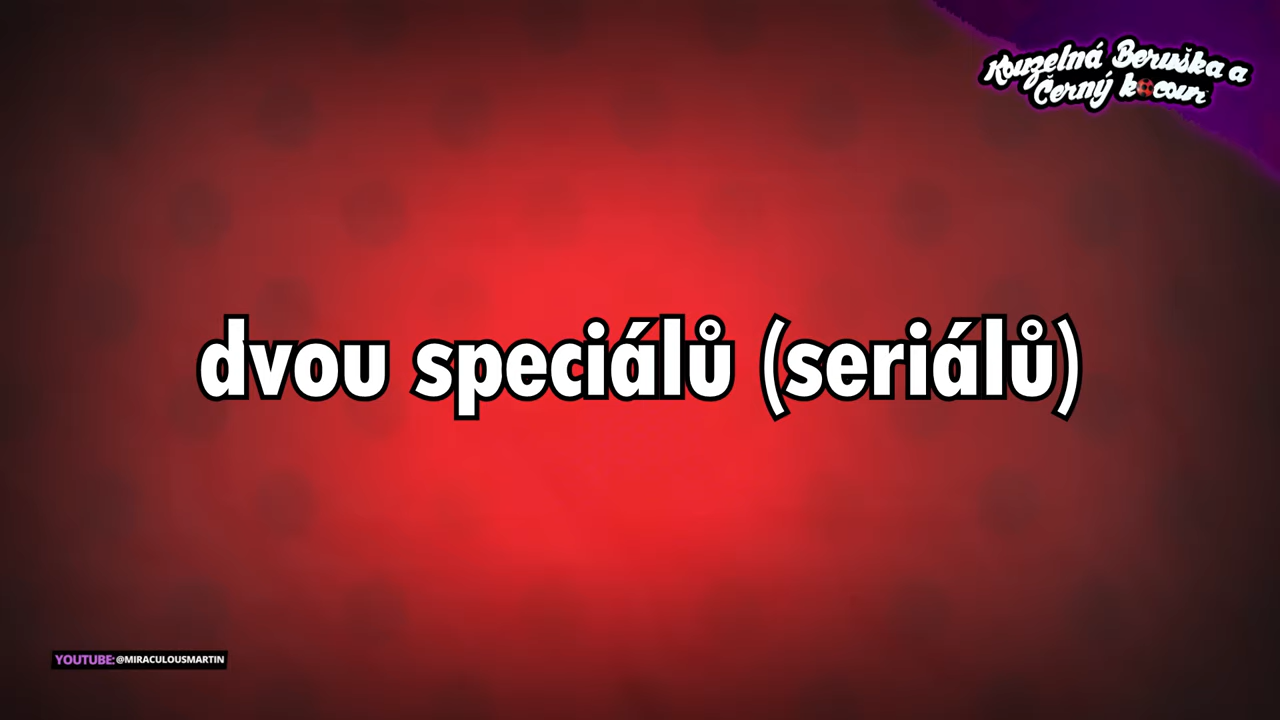 Kouzelná Beruška a
Černý kocour
dvou speciálů (seriálů)
YOUTUBE:@MIRACULOUSMARTIN